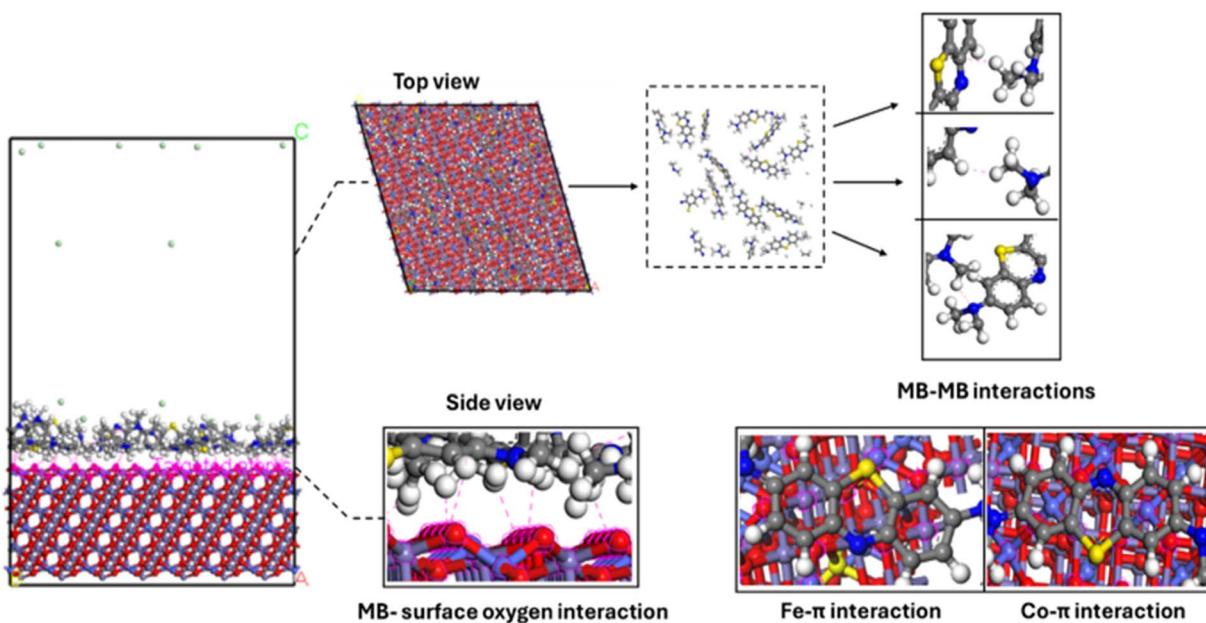 Top view
C
A
A
MB-MB interactions
Side view
MB- surface oxygen interaction
Fe-π interaction
Co-π interaction